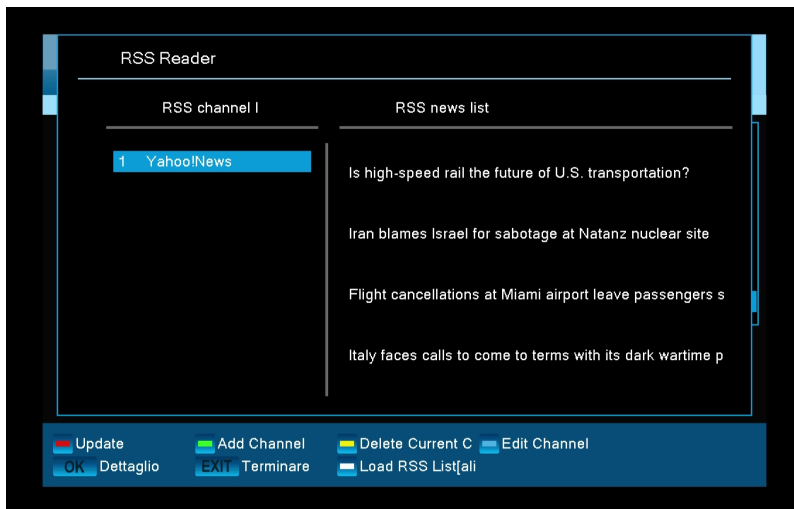 RSS Reader
RSS channel l
RSS news list
1 Yahoo!News
Is high-speed rail the future of U.S. transportation?
Iran blames Israel for sabotage at Natanz nuclear site
Flight cancellations at Miami airport leave passengers s
Italy faces calls to come to terms with its dark wartime p
Update Add Channel Delete Current C Edit Channel
OK Dettaglio EXIT Terminare Load RSS List[ali